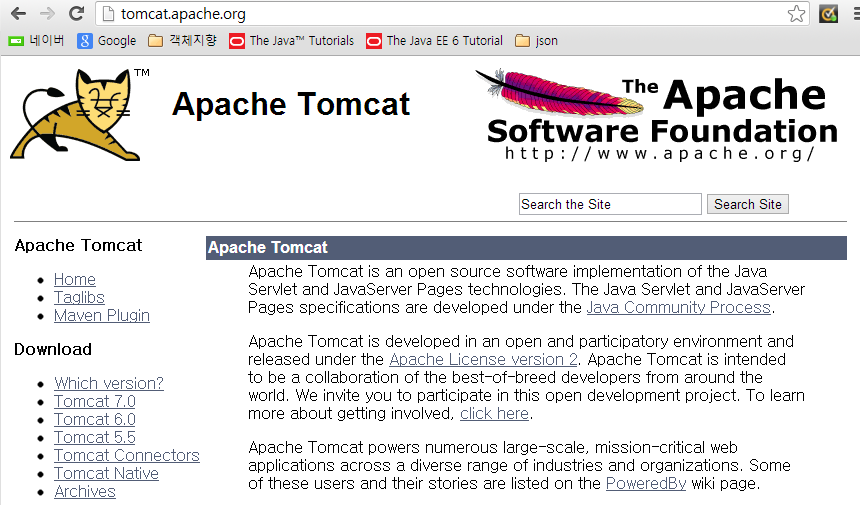 tomcat.apache.org
네이버 Google 객체지향 The Java™ Tutorials The Java EE 6 Tutorial json
TM
Apache Tomcat
The Apache
Software Foundation
http://www.apache.org/
Search the Site Search Site
Apache Tomcat
Home
Taglibs
Maven Plugin
Download
Which version?
Tomcat 7.0
Tomcat 6.0
Tomcat 5.5
Tomcat Connectors
Tomcat Native
Archives
Apache Tomcat
Apache Tomcat is an open source software implementation of the Java
Servlet and JavaServer Pages technologies. The Java Servlet and JavaServer
Pages specifications are developed under the Java Community Process.
Apache Tomcat is developed in an open and participatory environment and
released under the Apache License version 2. Apache Tomcat is intended
to be a collaboration of the best-of-breed developers from around the
world. We invite you to participate in this open development project. To learn
more about getting involved, click here.
Apache Tomcat powers numerous large-scale, mission-critical web
applications across a diverse range of industries and organizations. Some
of these users and their stories are listed on the PoweredBy wiki page.